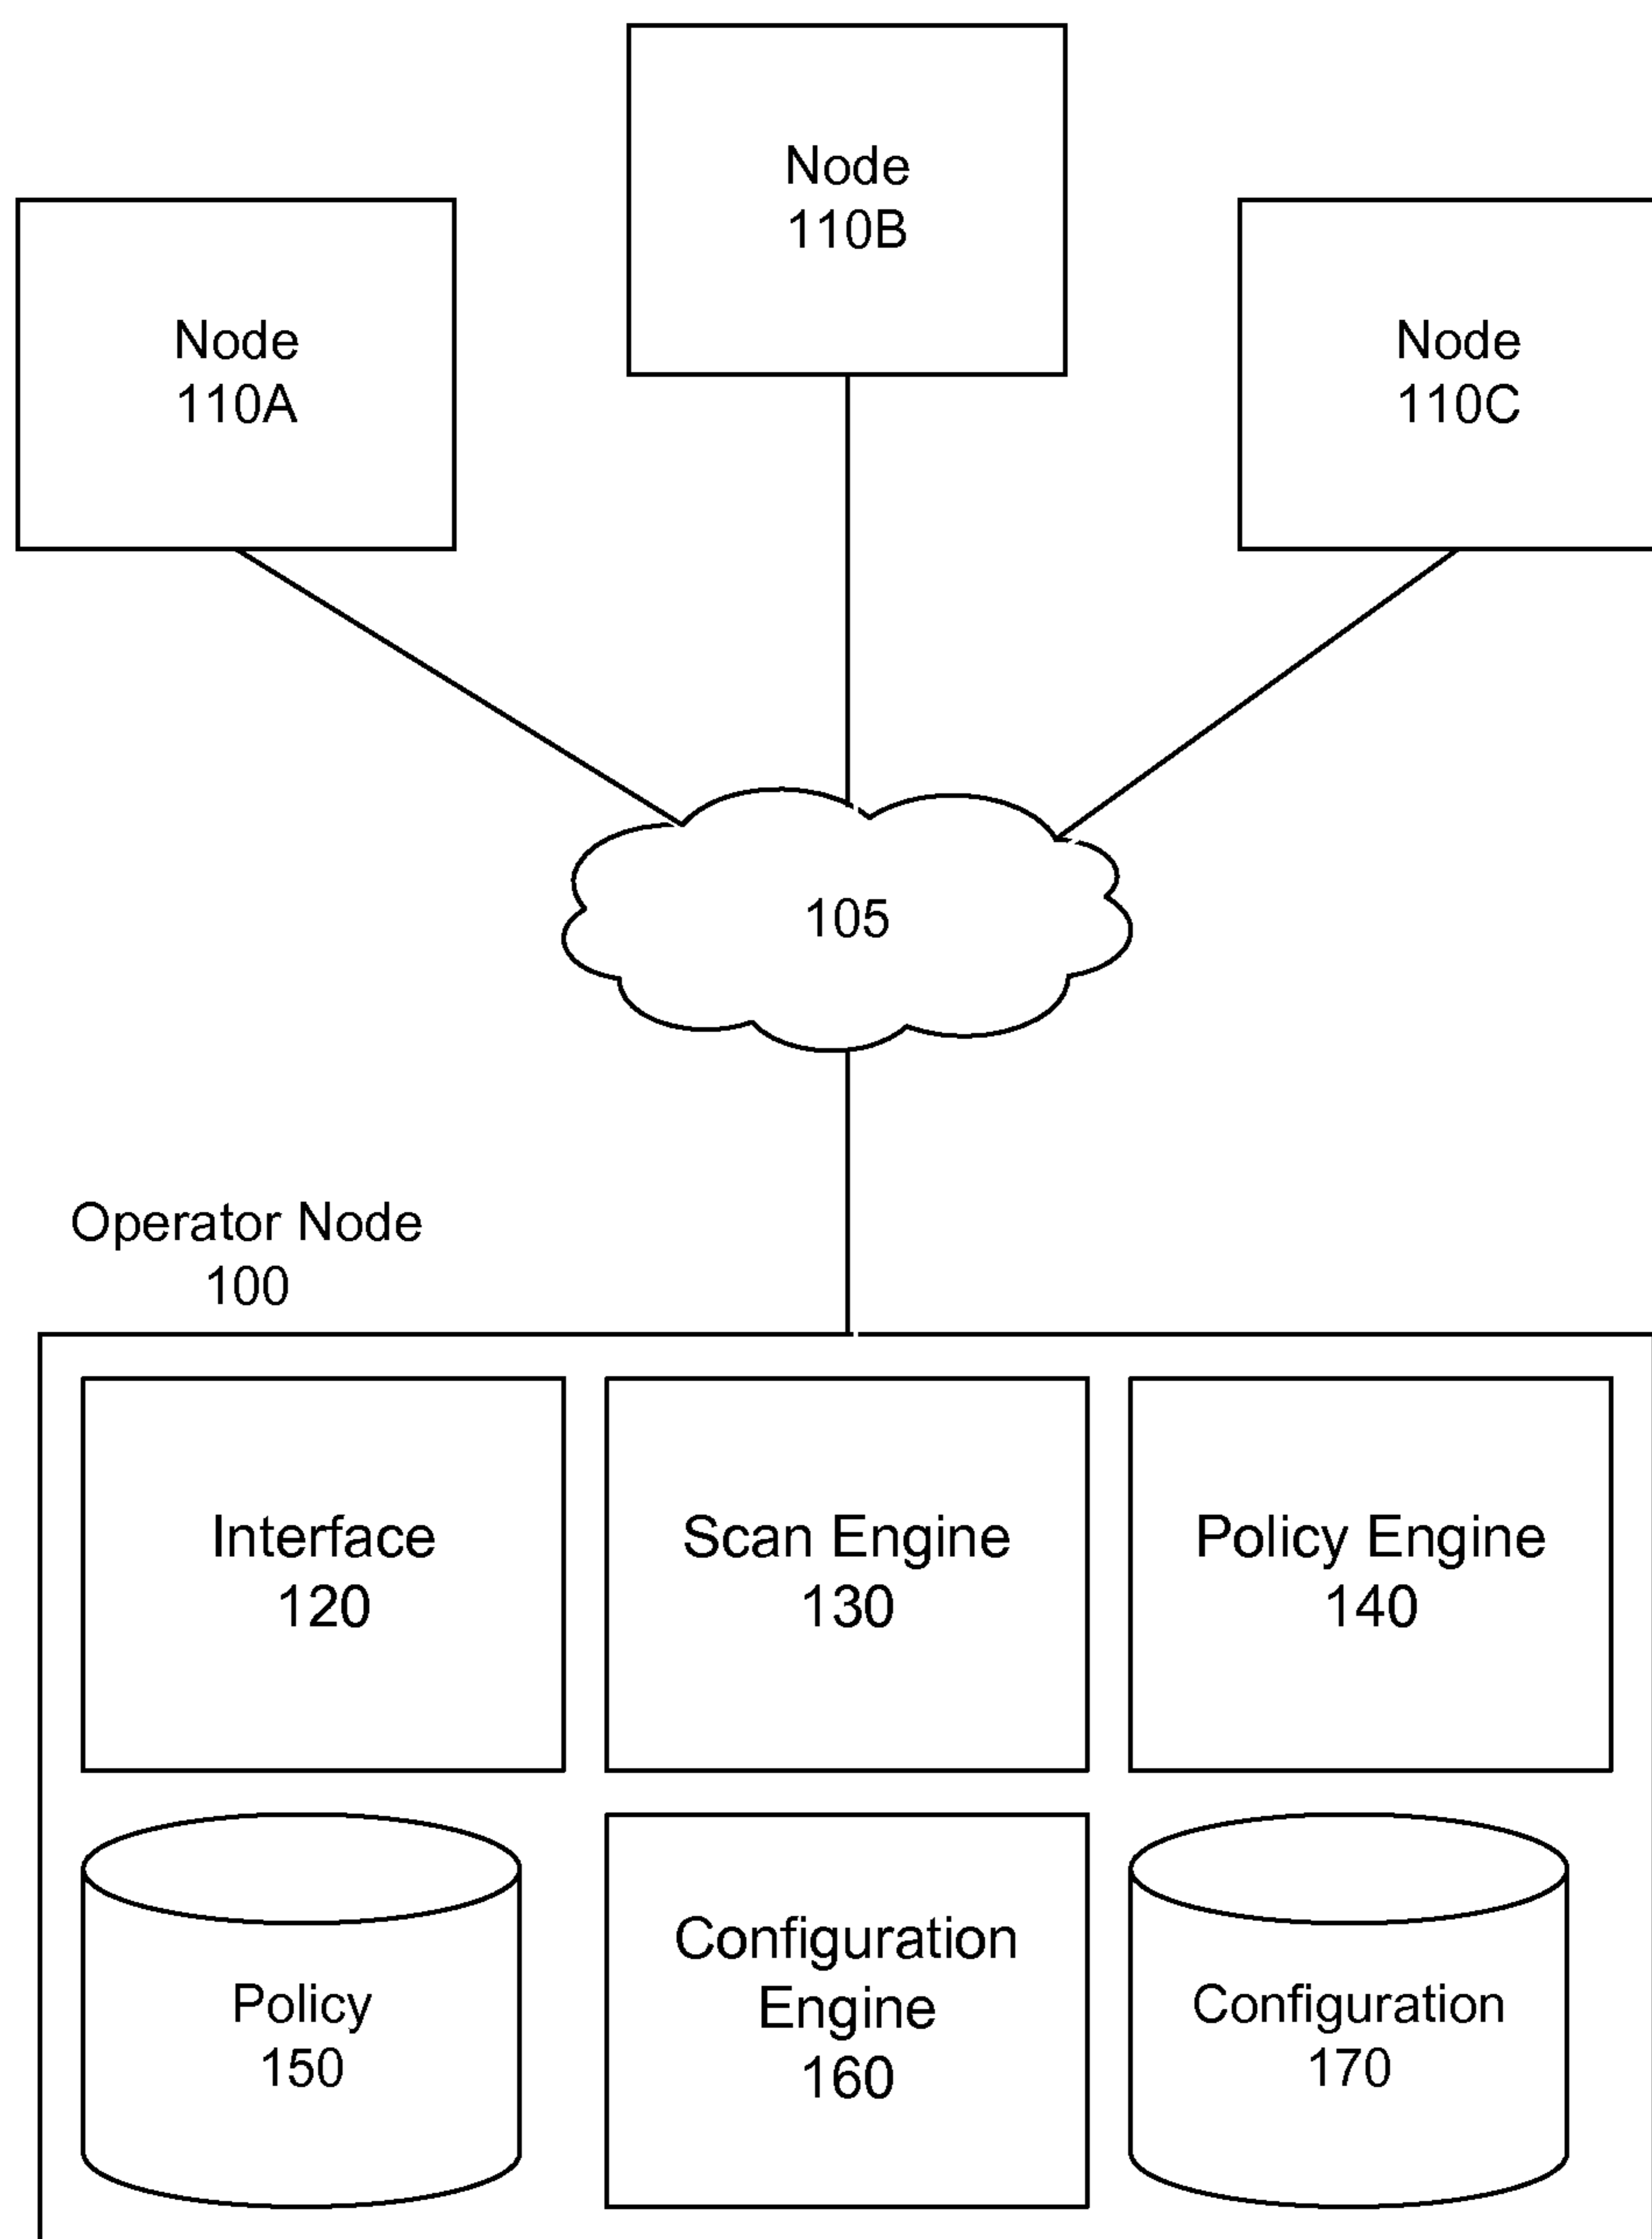 Node
110B
Node
110A
Node
110C
105
Operator Node
100
Interface
120
Scan Engine
130
Policy Engine
140
Policy
150
Configuration
Engine
160
Configuration
170